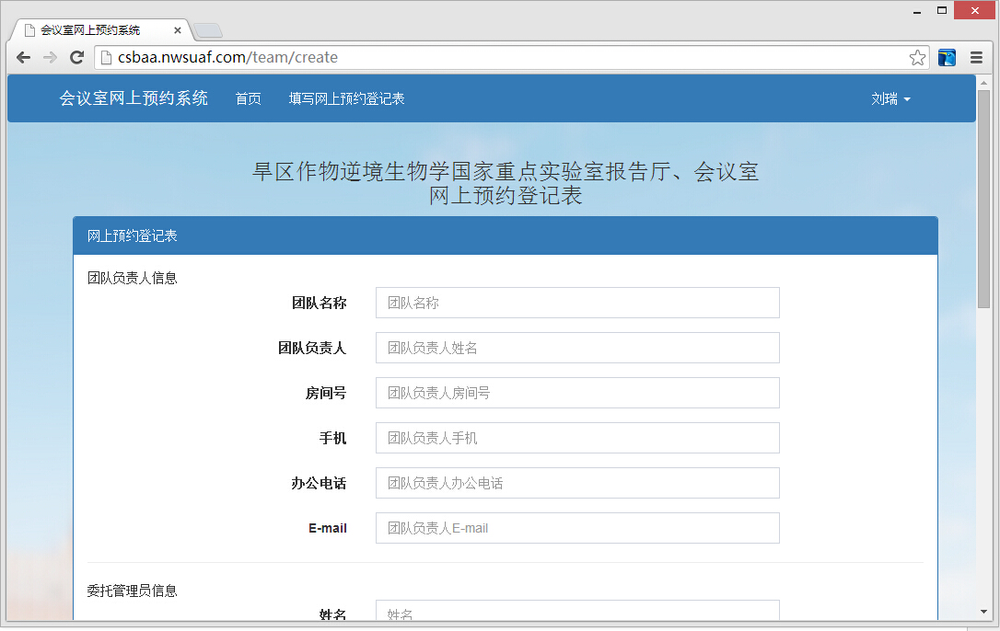 会议室网上预约系统
csbaa.nwsuaf.com/team/create
会议室网上预约系统 首页 填写网上预约登记表 刘瑞
旱区作物逆境生物学国家重点实验室报告厅、会议室
网上预约登记表
网上预约登记表
团队负责人信息
团队名称 团队名称
团队负责人 团队负责人姓名
房间号 团队负责人房间号
手机 团队负责人手机
办公电话 团队负责人办公电话
E-mail 团队负责人E-mail
委托管理员信息
姓名 姓名